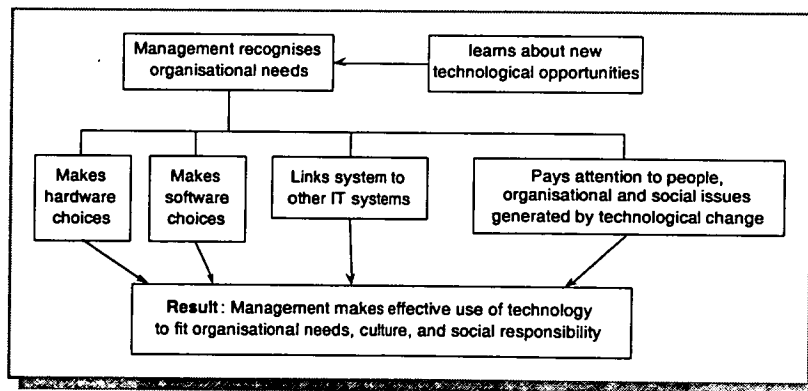 Management recognises
organisational needs
learns about new
technological opportunities
Makes
hardware
choices
Makes
software
choices
Links system to
other IT systems
Pays attention to people,
organisational and social issues
generated by technological change
Result : Management makes effective use of technology
to fit organisational needs, culture, and social responsibility